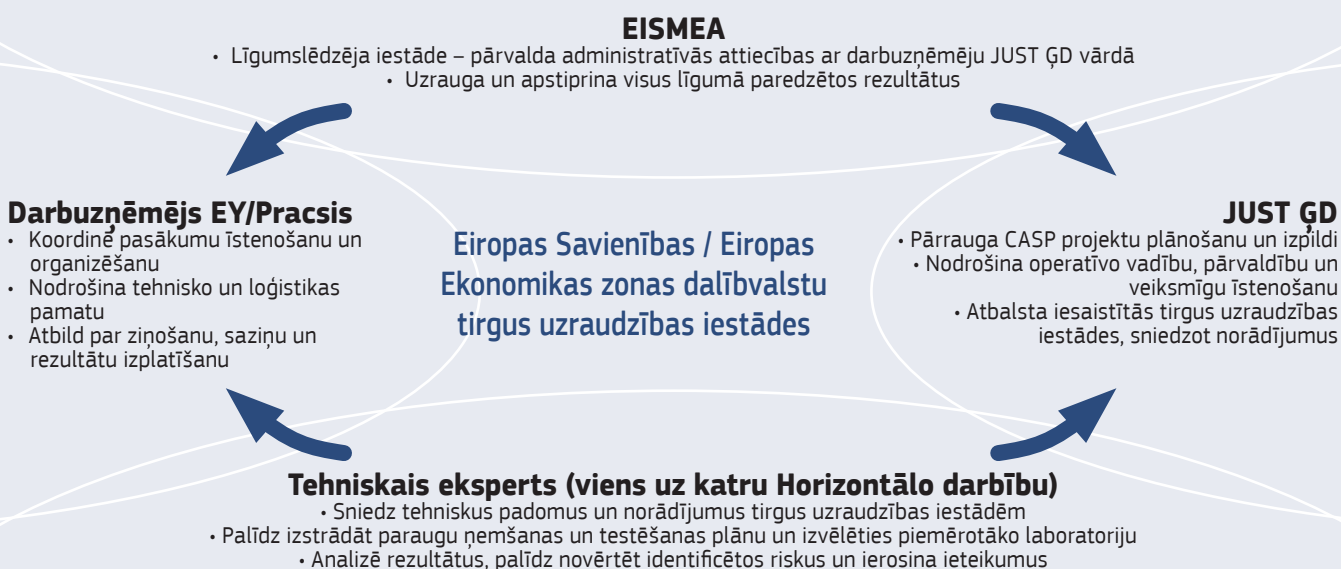 EISMEA
• Līgumslēdzēja iestāde – pārvalda administratīvās attiecības ar darbuzņēmēju JUST ĢD vārdā
• Uzrauga un apstiprina visus līgumā paredzētos rezultātus
Darbuzņēmējs EY/Pracsis
• Koordinē pasākumu īstenošanu un
organizēšanu
• Nodrošina tehnisko un loģistikas
pamatu
• Atbild par ziņošanu, saziņu un
rezultātu izplatīšanu
Eiropas Savienības / Eiropas
Ekonomikas zonas dalībvalstu
tirgus uzraudzības iestādes
JUST ĢD
• Pārrauga CASP projektu plānošanu un izpildi
• Nodrošina operatīvo vadību, pārvaldību un
veiksmīgu īstenošanu
• Atbalsta iesaistītās tirgus uzraudzības
iestādes, sniedzot norādījumus
Tehniskais eksperts (viens uz katru Horizontālo darbību)
• Sniedz tehniskus padomus un norādījumus tirgus uzraudzības iestādēm
• Palīdz izstrādāt paraugu ņemšanas un testēšanas plānu un izvēlēties piemērotāko laboratoriju
• Analizē rezultātus, palīdz novērtēt identificētos riskus un ierosina ieteikumus